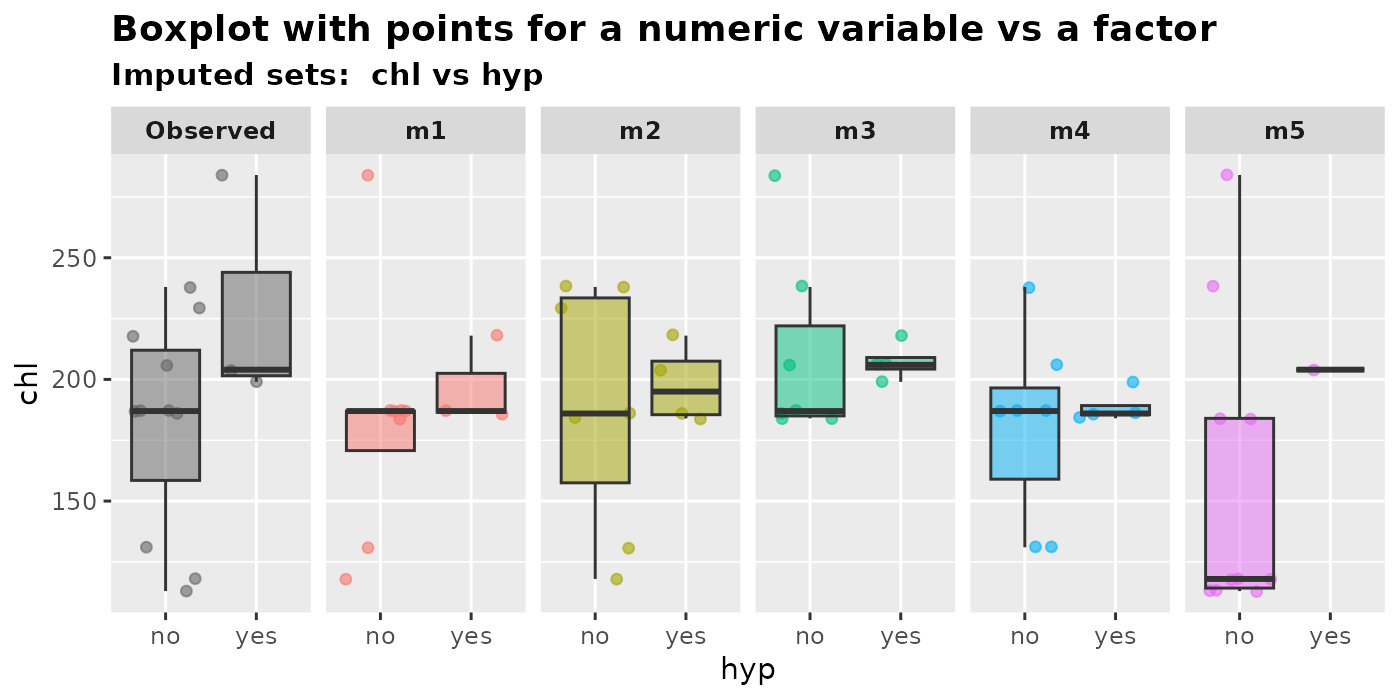 Boxplot with points for a numeric variable vs a factor
Imputed sets:  chl vs hyp
Observed m1 m2 m3 m4 m5
chl
250
200
150
no yes no yes no yes no yes no yes no yes
hyp